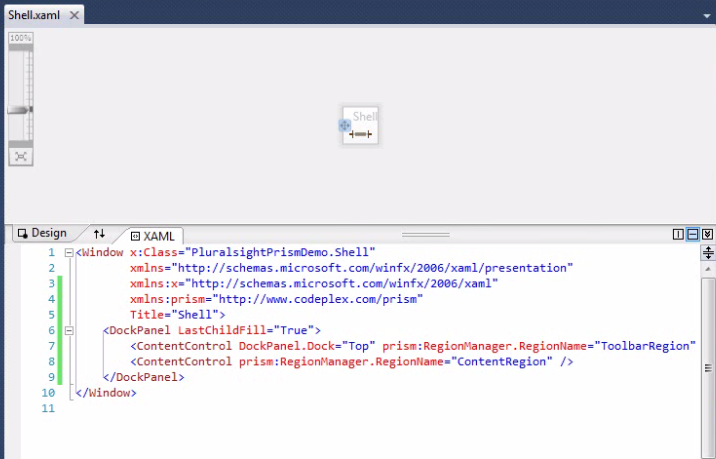 Shell.xaml
100%
Shell
Design
XAML
1 <Window x:Class="PluralsightPrismDemo.Shell"
2 xmlns="http://schemas.microsoft.com/winfx/2006/xaml/presentation"
3 xmlns:x="http://schemas.microsoft.com/winfx/2006/xaml"
4 xmlns:prism="http://www.codeplex.com/prism"
5 Title="Shell">
6 <DockPanel LastChildFill="True">
7 <ContentControl DockPanel.Dock="Top" prism:RegionManager.RegionName="ToolbarRegion"
8 <ContentControl prism:RegionManager.RegionName="ContentRegion" />
9 </DockPanel>
10 </Window>
11